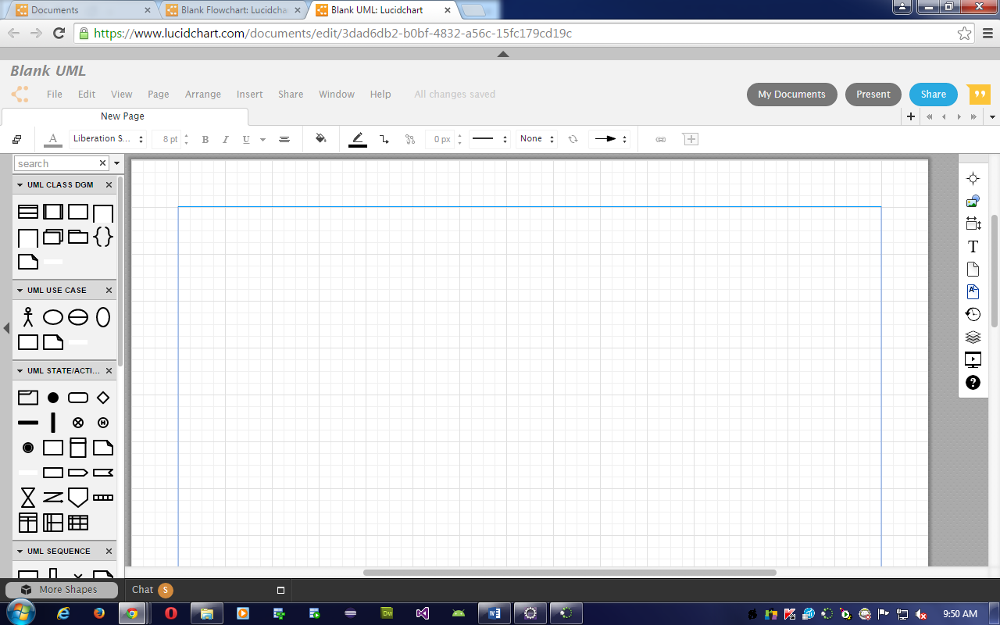 Documents
Blank Flowchart: Lucidcha
Blank UML: Lucidchart
https://www.lucidchart.com/documents/edit/3dad6db2-b0bf-4832-a56c-15fc179cd19c
Blank UML
File Edit View Page Arrange Insert Share Window Help All changes saved
My Documents Present Share
New Page
A Liberation S... 8 pt B I U 0 px None
search
UML CLASS DGM
UML USE CASE
UML STATE/ACTI...
UML SEQUENCE
T
A
?
H
More Shapes
Chat S
Dw
W
9:50 AM